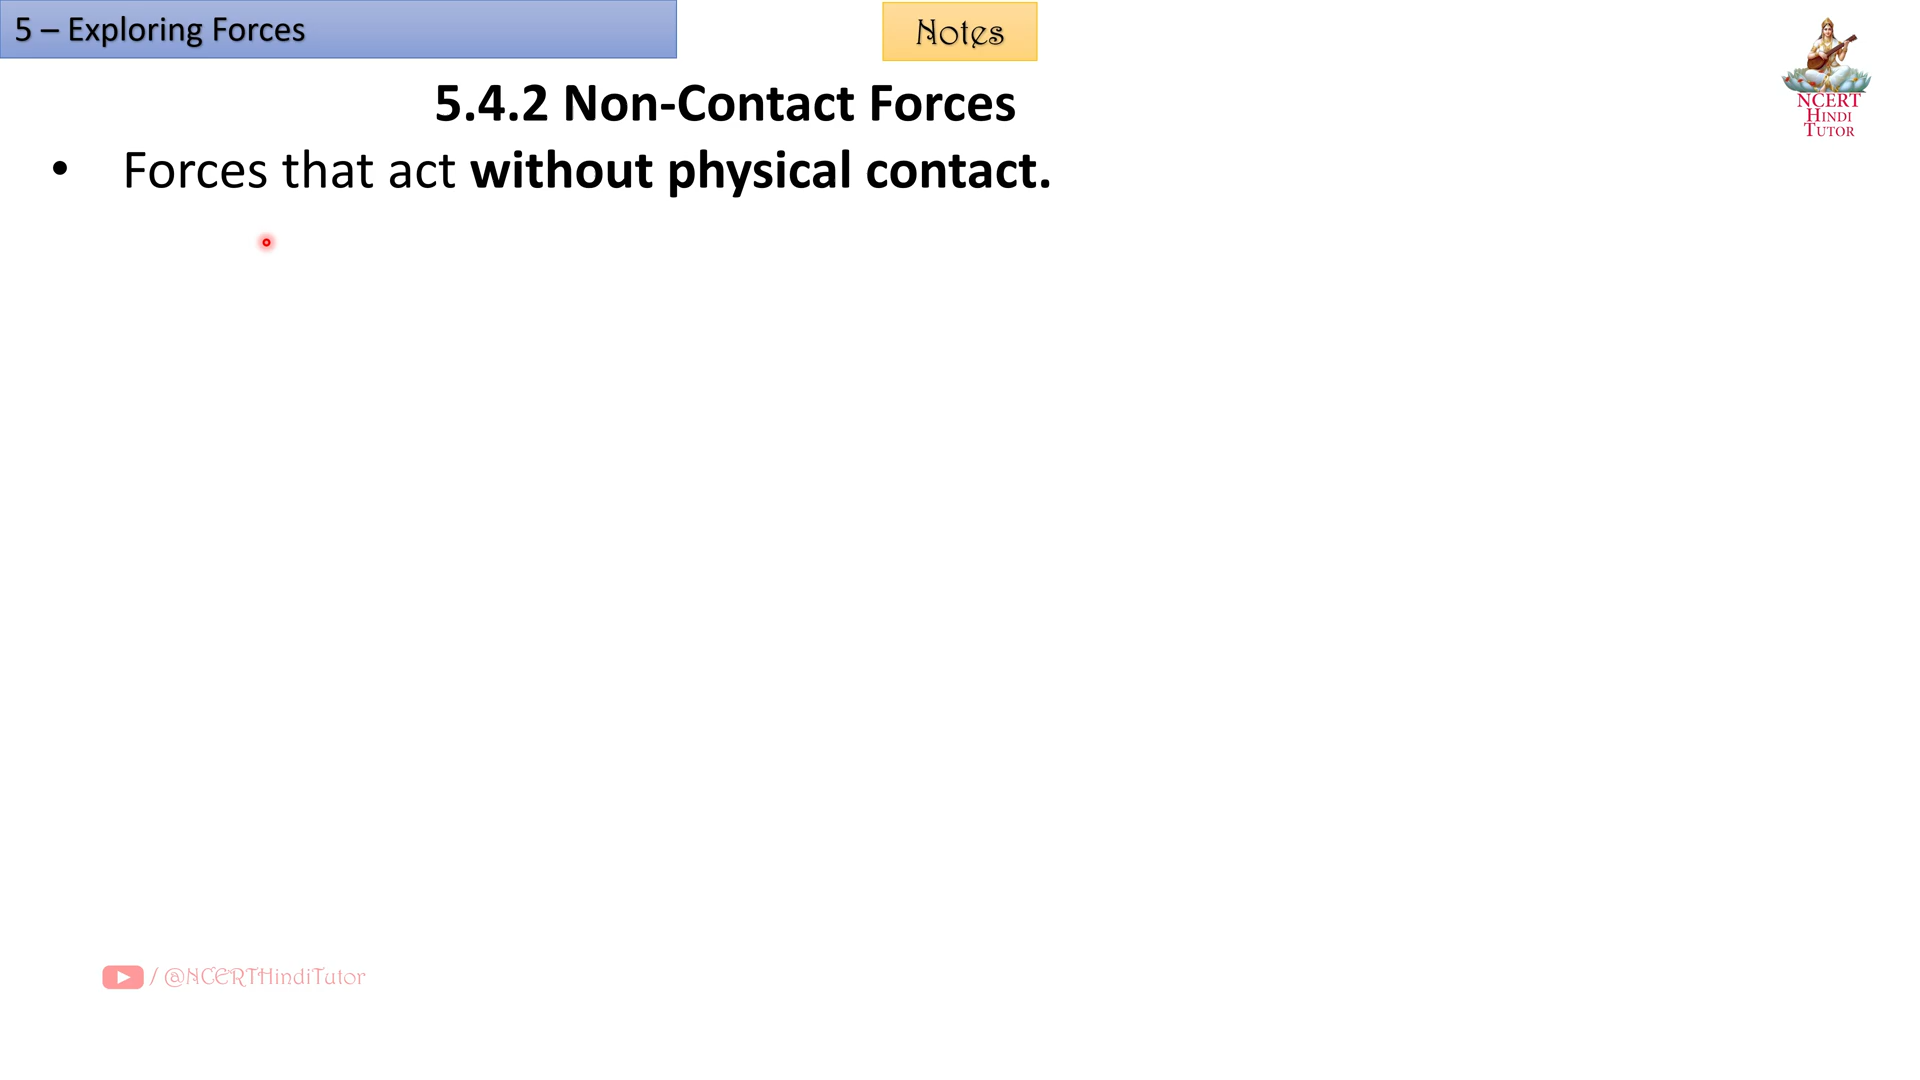 5 – Exploring Forces
Notes
5.4.2 Non-Contact Forces
• Forces that act without physical contact.
NCERT
HINDI
TUTOR
/ @NCERTHindiTutor